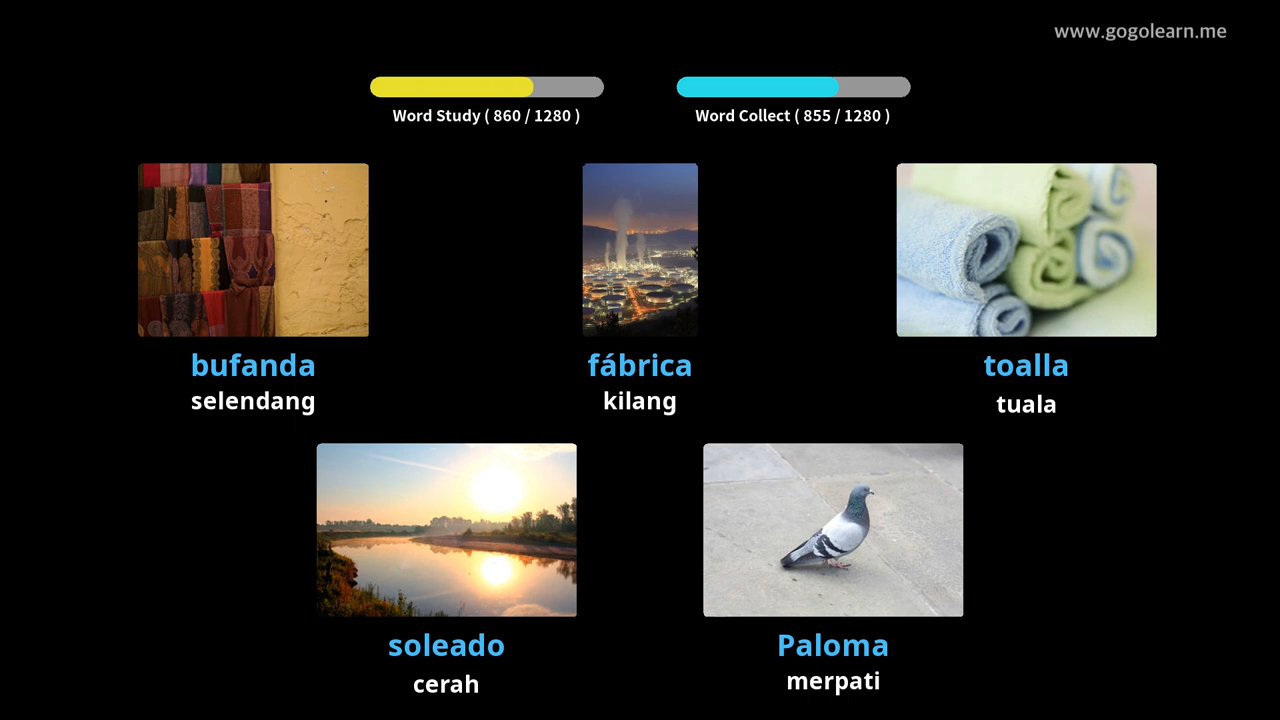 www.gogolearn.me
Word Study ( 860 / 1280 )
Word Collect ( 855 / 1280 )
bufanda
selendang
fábrica
kilang
toalla
tuala
soleado
cerah
Paloma
merpati